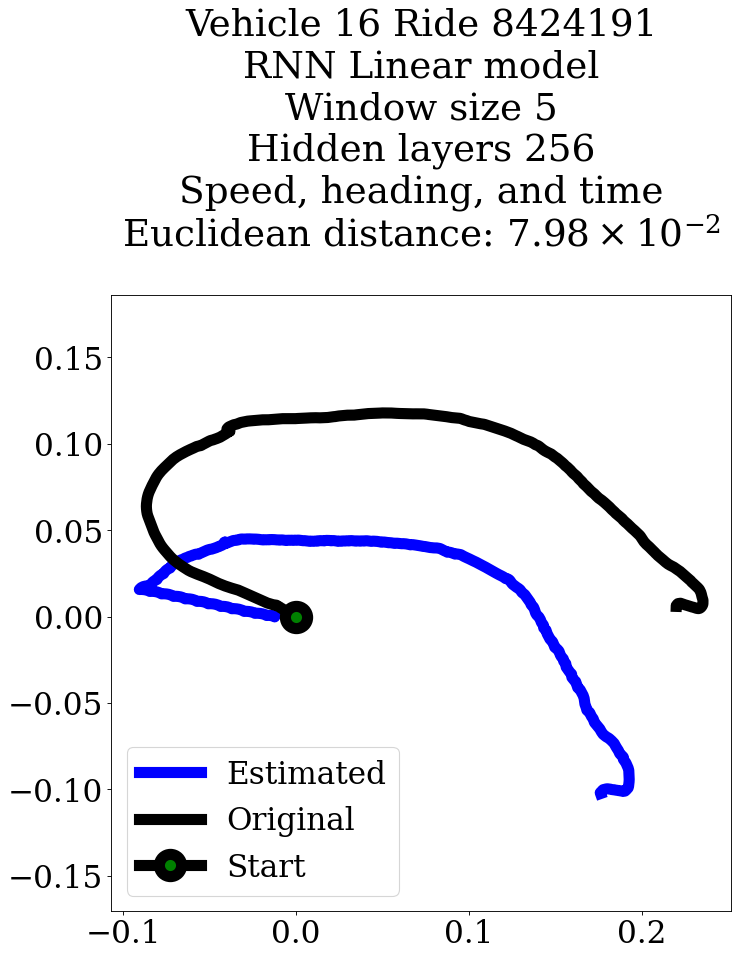 Vehicle 16 Ride 8424191
RNN Linear model
Window size 5
Hidden layers 256
Speed, heading, and time
Euclidean distance: 7.98 × 10⁻²
0.15
0.10
0.05
0.00
−0.05
−0.10
−0.15
Estimated
Original
Start
−0.1 0.0 0.1 0.2